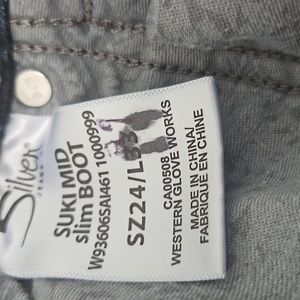 Silver
JEANS
SUKI MID
slim BOOT
W93606SAI461 1000999
SZ24/L
CA00508
WESTERN GLOVE WORKS
MADE IN CHINA/
FABRIQUÉ EN CHINE